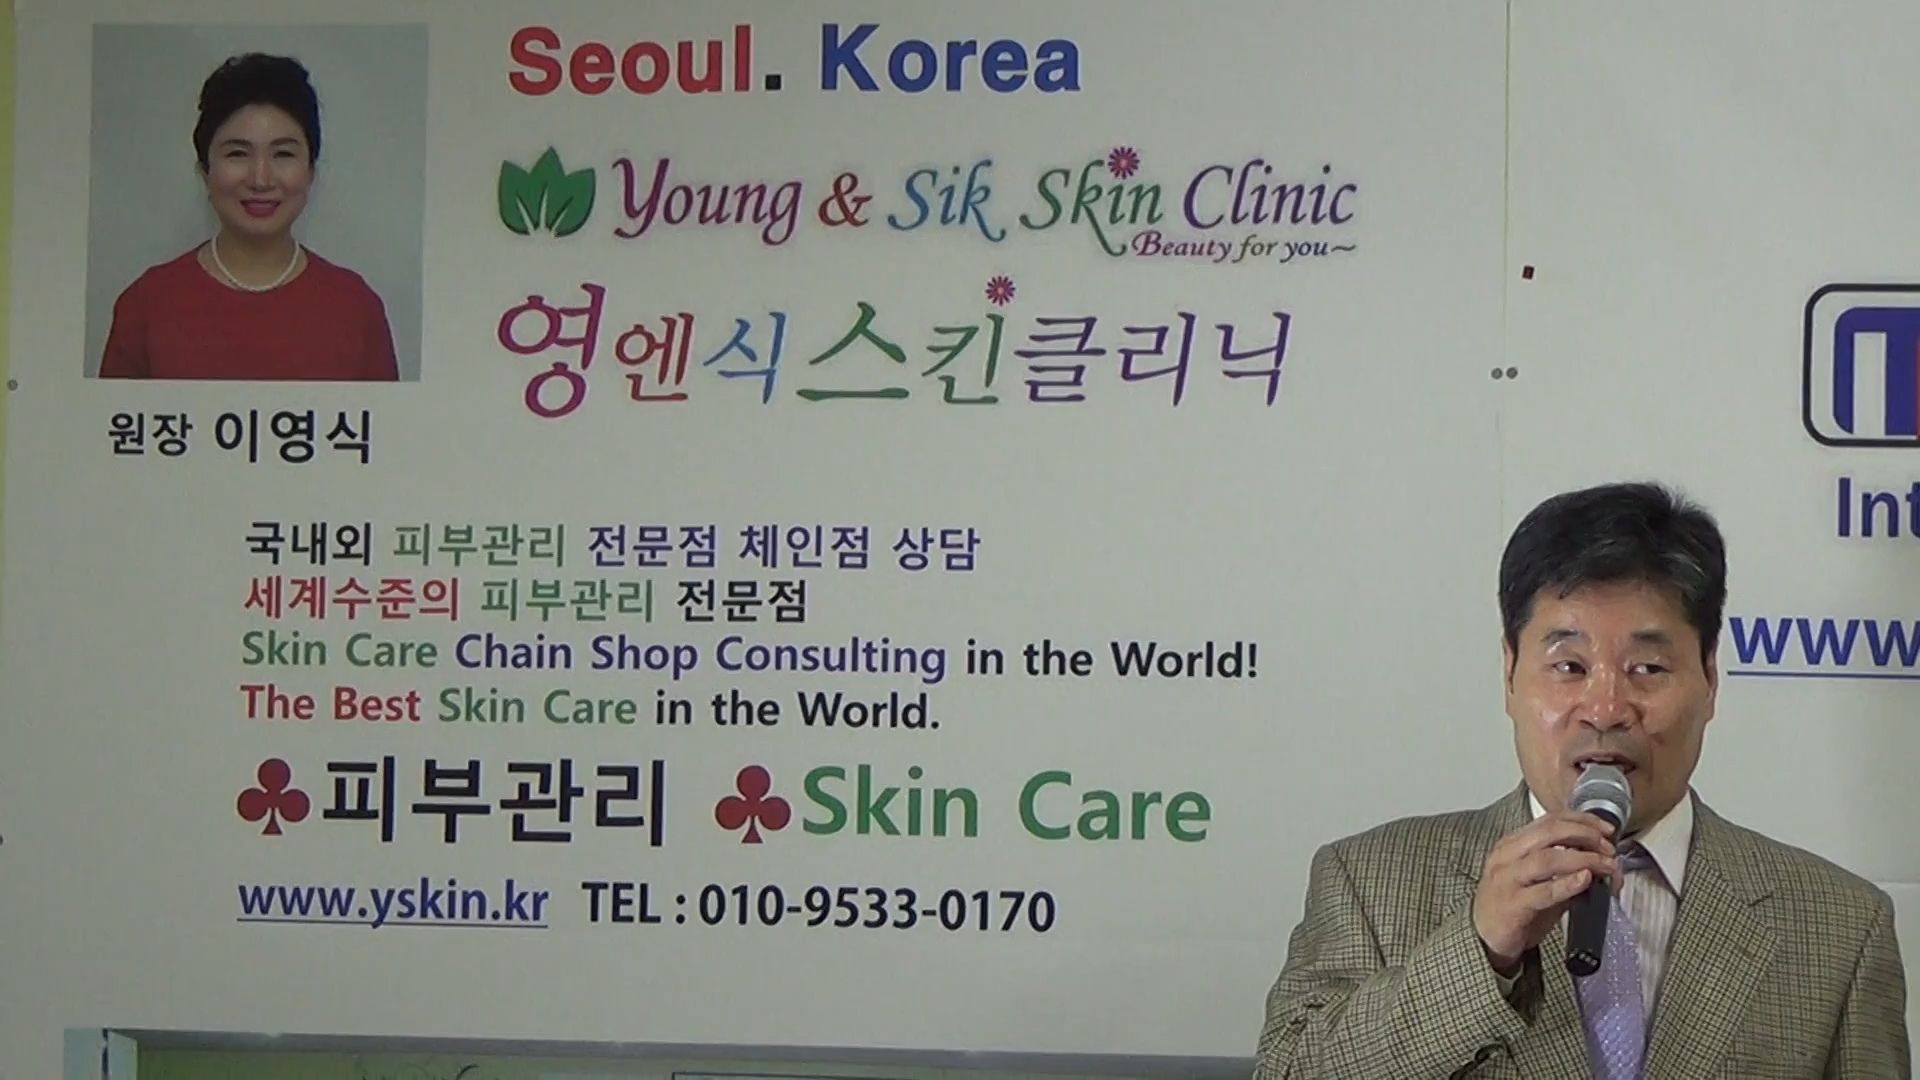 Seoul. Korea
Young & Sik Skin Clinic
Beauty for you~
영엔식스킨클리닉
원장 이영식
국내외 피부관리 전문점 체인점 상담
세계수준의 피부관리 전문점
Skin Care Chain Shop Consulting in the World!
The Best Skin Care in the World.
♣피부관리 ♣Skin Care
www.yskin.kr TEL : 010-9533-0170
Int
www.